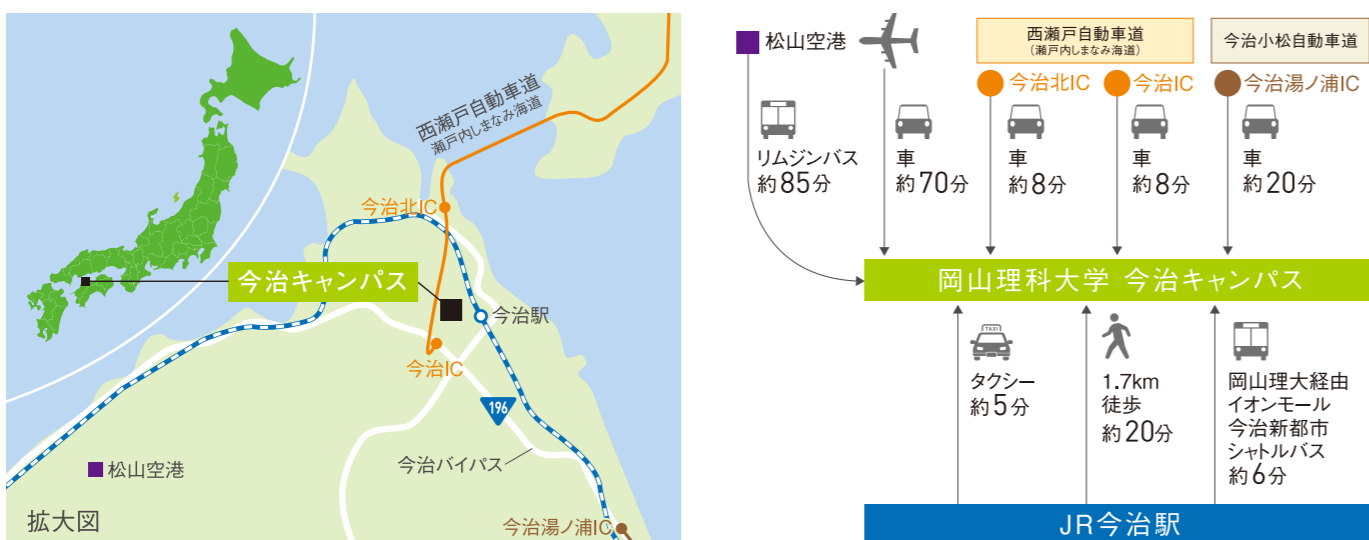 西瀬戸自動車道
瀬戸内しまなみ海道
今治北IC
今治キャンパス
今治駅
今治IC
196
今治バイパス
松山空港
今治湯ノ浦IC
拡大図
松山空港
西瀬戸自動車道
（瀬戸内しまなみ海道）
今治小松自動車道
今治北IC
今治IC
今治湯ノ浦IC
リムジンバス
約85分
車
約70分
車
約8分
車
約8分
車
約20分
岡山理科大学 今治キャンパス
TAXI
タクシー
約5分
1.7km
徒歩
約20分
岡山理大経由
イオンモール
今治新都市
シャトルバス
約6分
JR今治駅